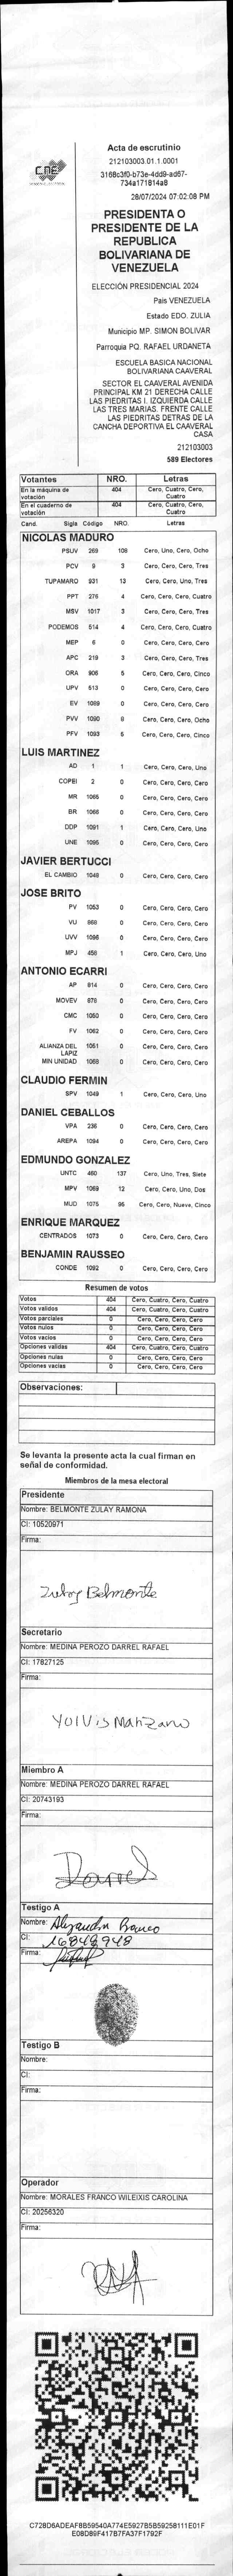 CNE
Acta de escrutinio
212103003.01.1.0001
3168c3f0-b73e-4dd9-ad67-
734a171814a8
28/07/2024 07:02:08 PM
PRESIDENTA O
PRESIDENTE DE LA
REPUBLICA
BOLIVARIANA DE
VENEZUELA
ELECCIÓN PRESIDENCIAL 2024
Pais VENEZUELA
Estado EDO. ZULIA
Municipio MP. SIMON BOLIVAR
Parroquia PQ. RAFAEL URDANETA
ESCUELA BASICA NACIONAL
BOLIVARIANA CAAVERAL
SECTOR EL CAAVERAL AVENIDA
PRINCIPAL KM 21 DERECHA CALLE
LAS PIEDRITAS I. IZQUIERDA CALLE
LAS TRES MARIAS. FRENTE CALLE
LAS PIEDRITAS DETRAS DE LA
CANCHA DEPORTIVA EL CAAVERAL
CASA
212103003
589 Electores
Votantes NRO. Letras
En la máquina de votación 404 Cero, Cuatro, Cero, Cuatro
En el cuaderno de votación 404 Cero, Cuatro, Cero, Cuatro
Cand. Sigla Código NRO. Letras
NICOLAS MADURO
PSUV 269 108 Cero, Uno, Cero, Ocho
PCV 9 3 Cero, Cero, Cero, Tres
TUPAMARO 931 13 Cero, Cero, Uno, Tres
PPT 276 4 Cero, Cero, Cero, Cuatro
MSV 1017 3 Cero, Cero, Cero, Tres
PODEMOS 514 4 Cero, Cero, Cero, Cuatro
MEP 6 0 Cero, Cero, Cero, Cero
APC 219 3 Cero, Cero, Cero, Tres
ORA 906 5 Cero, Cero, Cero, Cinco
UPV 613 0 Cero, Cero, Cero, Cero
EV 1089 0 Cero, Cero, Cero, Cero
PVV 1090 8 Cero, Cero, Cero, Ocho
PFV 1093 5 Cero, Cero, Cero, Cinco
LUIS MARTINEZ
AD 1 1 Cero, Cero, Cero, Uno
COPEI 2 0 Cero, Cero, Cero, Cero
MR 1065 0 Cero, Cero, Cero, Cero
BR 1066 0 Cero, Cero, Cero, Cero
DDP 1091 1 Cero, Cero, Cero, Uno
UNE 1095 0 Cero, Cero, Cero, Cero
JAVIER BERTUCCI
EL CAMBIO 1048 0 Cero, Cero, Cero, Cero
JOSE BRITO
PV 1053 0 Cero, Cero, Cero, Cero
VU 868 0 Cero, Cero, Cero, Cero
UVV 1096 0 Cero, Cero, Cero, Cero
MPJ 456 1 Cero, Cero, Cero, Uno
ANTONIO ECARRI
AP 814 0 Cero, Cero, Cero, Cero
MOVEV 878 0 Cero, Cero, Cero, Cero
CMC 1050 0 Cero, Cero, Cero, Cero
FV 1062 0 Cero, Cero, Cero, Cero
ALIANZA DEL LAPIZ 1051 0 Cero, Cero, Cero, Cero
MIN UNIDAD 1068 0 Cero, Cero, Cero, Cero
CLAUDIO FERMIN
SPV 1049 1 Cero, Cero, Cero, Uno
DANIEL CEBALLOS
VPA 236 0 Cero, Cero, Cero, Cero
AREPA 1094 0 Cero, Cero, Cero, Cero
EDMUNDO GONZALEZ
UNTC 460 137 Cero, Uno, Tres, Siete
MPV 1069 12 Cero, Cero, Uno, Dos
MUD 1075 95 Cero, Cero, Nueve, Cinco
ENRIQUE MARQUEZ
CENTRADOS 1073 0 Cero, Cero, Cero, Cero
BENJAMIN RAUSSEO
CONDE 1092 0 Cero, Cero, Cero, Cero
Resumen de votos
Votos 404 Cero, Cuatro, Cero, Cuatro
Votos validos 404 Cero, Cuatro, Cero, Cuatro
Votos parciales 0 Cero, Cero, Cero, Cero
Votos nulos 0 Cero, Cero, Cero, Cero
Votos vacios 0 Cero, Cero, Cero, Cero
Opciones validas 404 Cero, Cuatro, Cero, Cuatro
Opciones nulas 0 Cero, Cero, Cero, Cero
Opciones vacias 0 Cero, Cero, Cero, Cero
Observaciones:
Se levanta la presente acta la cual firman en
señal de conformidad.
Miembros de la mesa electoral
Presidente
Nombre: BELMONTE ZULAY RAMONA
CI: 10520971
Firma:
Zulay Belmonte
Secretario
Nombre: MEDINA PEROZO DARREL RAFAEL
CI: 17827125
Firma:
Yolvis Manzano
Miembro A
Nombre: MEDINA PEROZO DARREL RAFAEL
CI: 20743193
Firma:
Darrel
Testigo A
Nombre: Alejandra Branco
CI: 16848948
Firma:
Testigo B
Nombre:
CI:
Firma:
Operador
Nombre: MORALES FRANCO WILEIXIS CAROLINA
CI: 20256320
Firma:
C728D6ADEAF8B59540A774E5927B5B59258111E01F
E08D89F417B7FA37F1792F